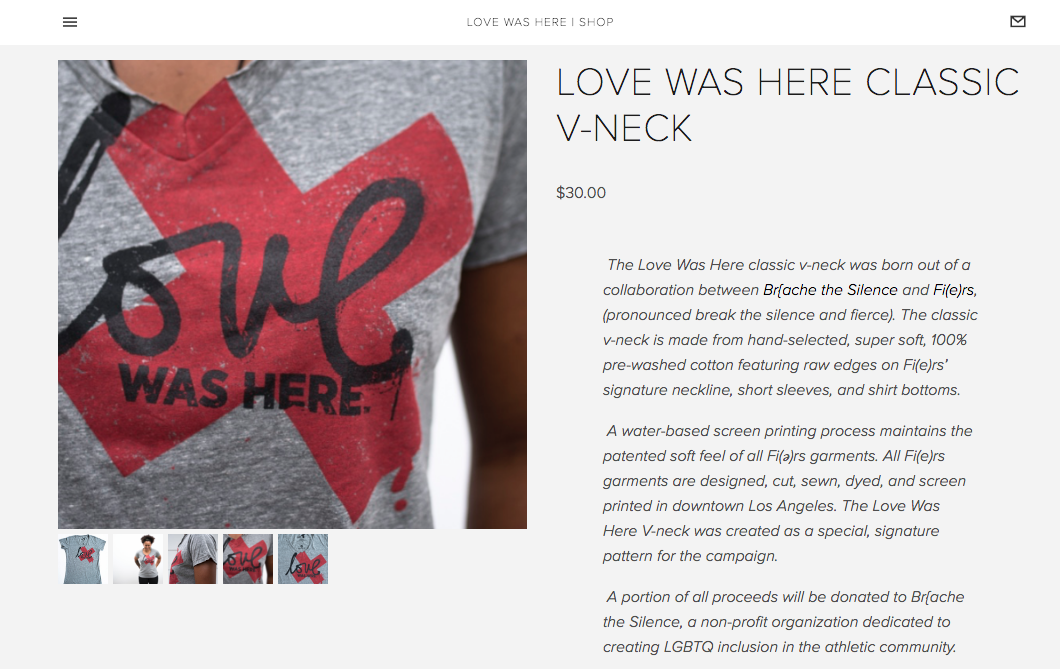 LOVE WAS HERE | SHOP
LOVE WAS HERE CLASSIC
V-NECK
$30.00
The Love Was Here classic v-neck was born out of a
collaboration between Br{ache the Silence and Fi(e)rs,
(pronounced break the silence and fierce). The classic
v-neck is made from hand-selected, super soft, 100%
pre-washed cotton featuring raw edges on Fi(e)rs’
signature neckline, short sleeves, and shirt bottoms.
A water-based screen printing process maintains the
patented soft feel of all Fi(ə)rs garments. All Fi(e)rs
garments are designed, cut, sewn, dyed, and screen
printed in downtown Los Angeles. The Love Was
Here V-neck was created as a special, signature
pattern for the campaign.
A portion of all proceeds will be donated to Br{ache
the Silence, a non-profit organization dedicated to
creating LGBTQ inclusion in the athletic community.
love
WAS HERE.
love
love
love